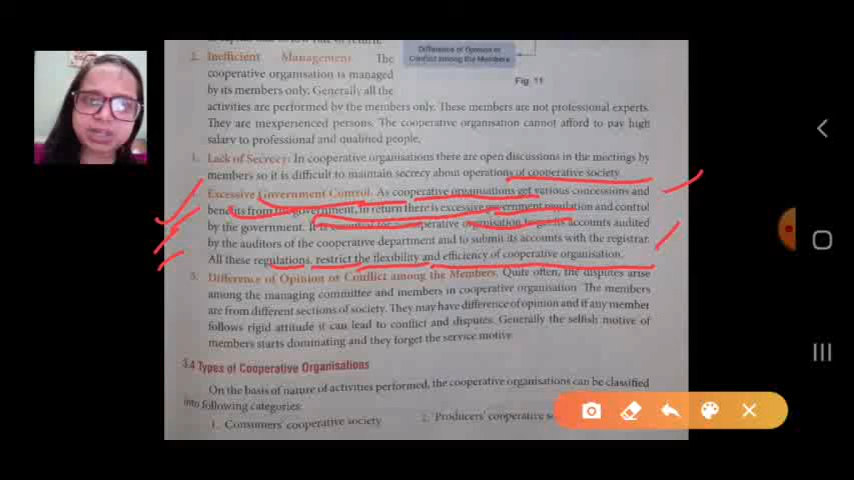 Difference of Opinion or
Conflict among the Members
Fig. 11
2. Inefficient Management. The
cooperative organisation is managed
by its members only. Generally all the
activities are performed by the members only. These members are not professional experts.
They are inexperienced persons. The cooperative organisation cannot afford to pay high
salary to professional and qualified people.
Lack of Secrecy: In cooperative organisations there are open discussions in the meetings by
members so it is difficult to maintain secrecy about operations of cooperative society
Excessive Government Control. As cooperative organisations get various concessions and
benefits from the government, in return there is excessive government regulation and control
by the government. It is cooperative organisation to get its accounts audited
by the auditors of the cooperative department and to submit its accounts with the registrar.
All these regulations, restrict the flexibility and efficiency of cooperative organisation.
5. Difference of Opinion or Conflict among the Members. Quite often, the disputes arise
among the managing committee and members in cooperative organisation. The members
are from different sections of society. They may have difference of opinion and if any member
follows rigid attitude it can lead to conflict and disputes. Generally the selfish motive of
members starts dominating and they forget the service motive
3.4 Types of Cooperative Organisations
On the basis of nature of activities performed, the cooperative organisations can be classified
into following categories:
1. Consumers' cooperative society
2. Producers' cooperative